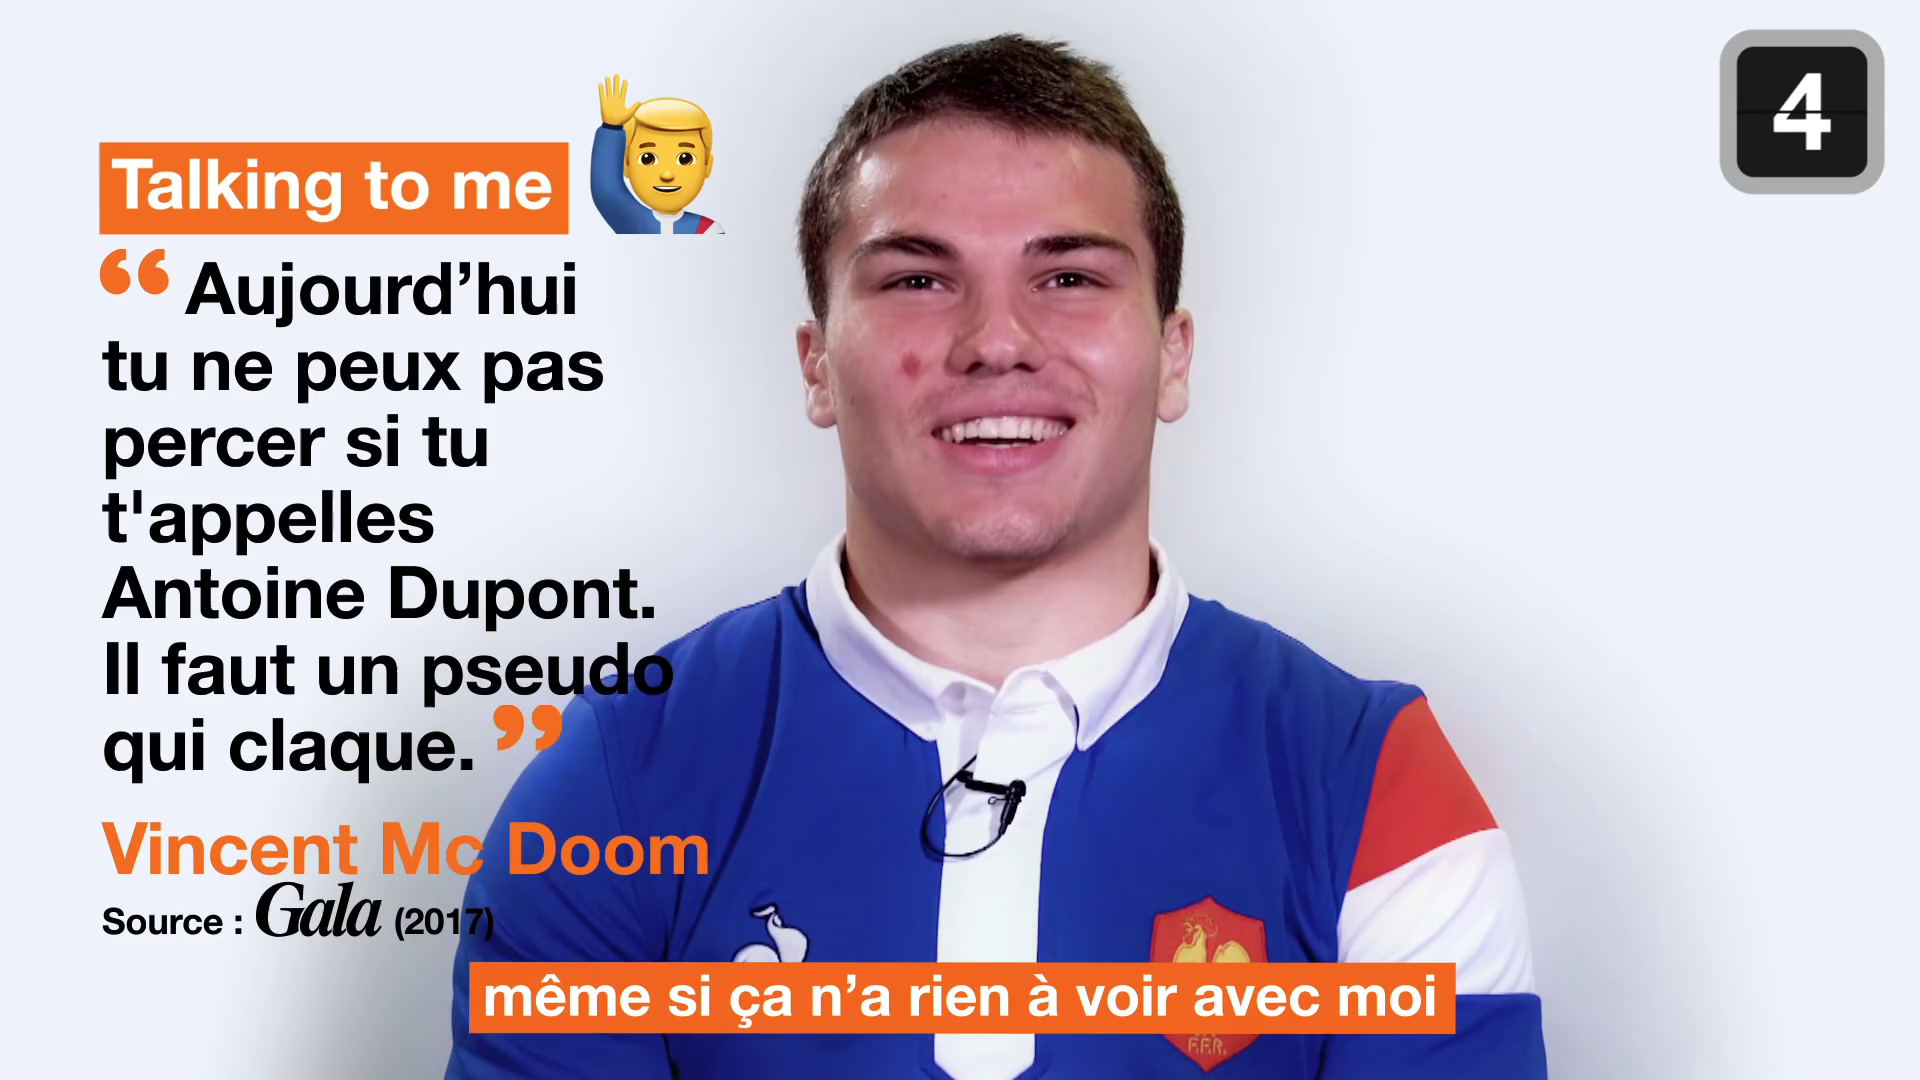 4
Talking to me
“ Aujourd’hui
tu ne peux pas
percer si tu
t'appelles
Antoine Dupont.
Il faut un pseudo
qui claque. ”
Vincent Mc Doom
Source : Gala (2017)
même si ça n’a rien à voir avec moi
F.F.R.